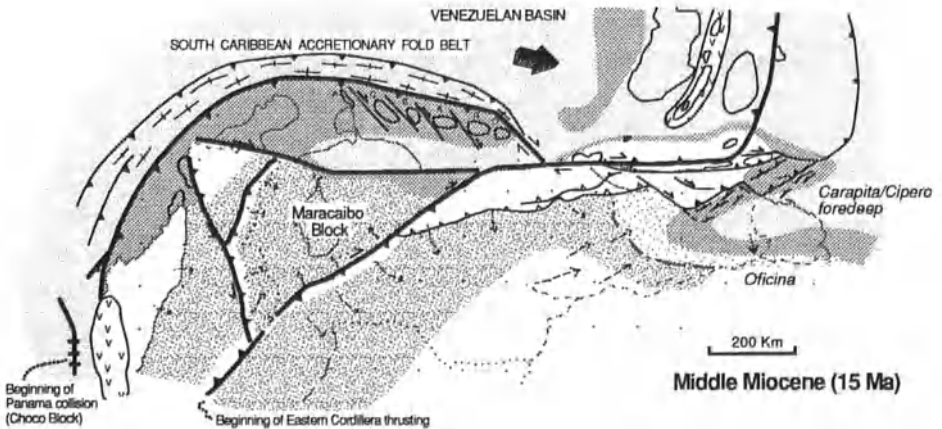 VENEZUELAN BASIN
SOUTH CARIBBEAN ACCRETIONARY FOLD BELT
Maracaibo
Block
Carapita/Cipero
foredeep
Oficina
200 Km
Middle Miocene (15 Ma)
Beginning of
Panama collision
(Choco Block)
Beginning of Eastern Cordillera thrusting